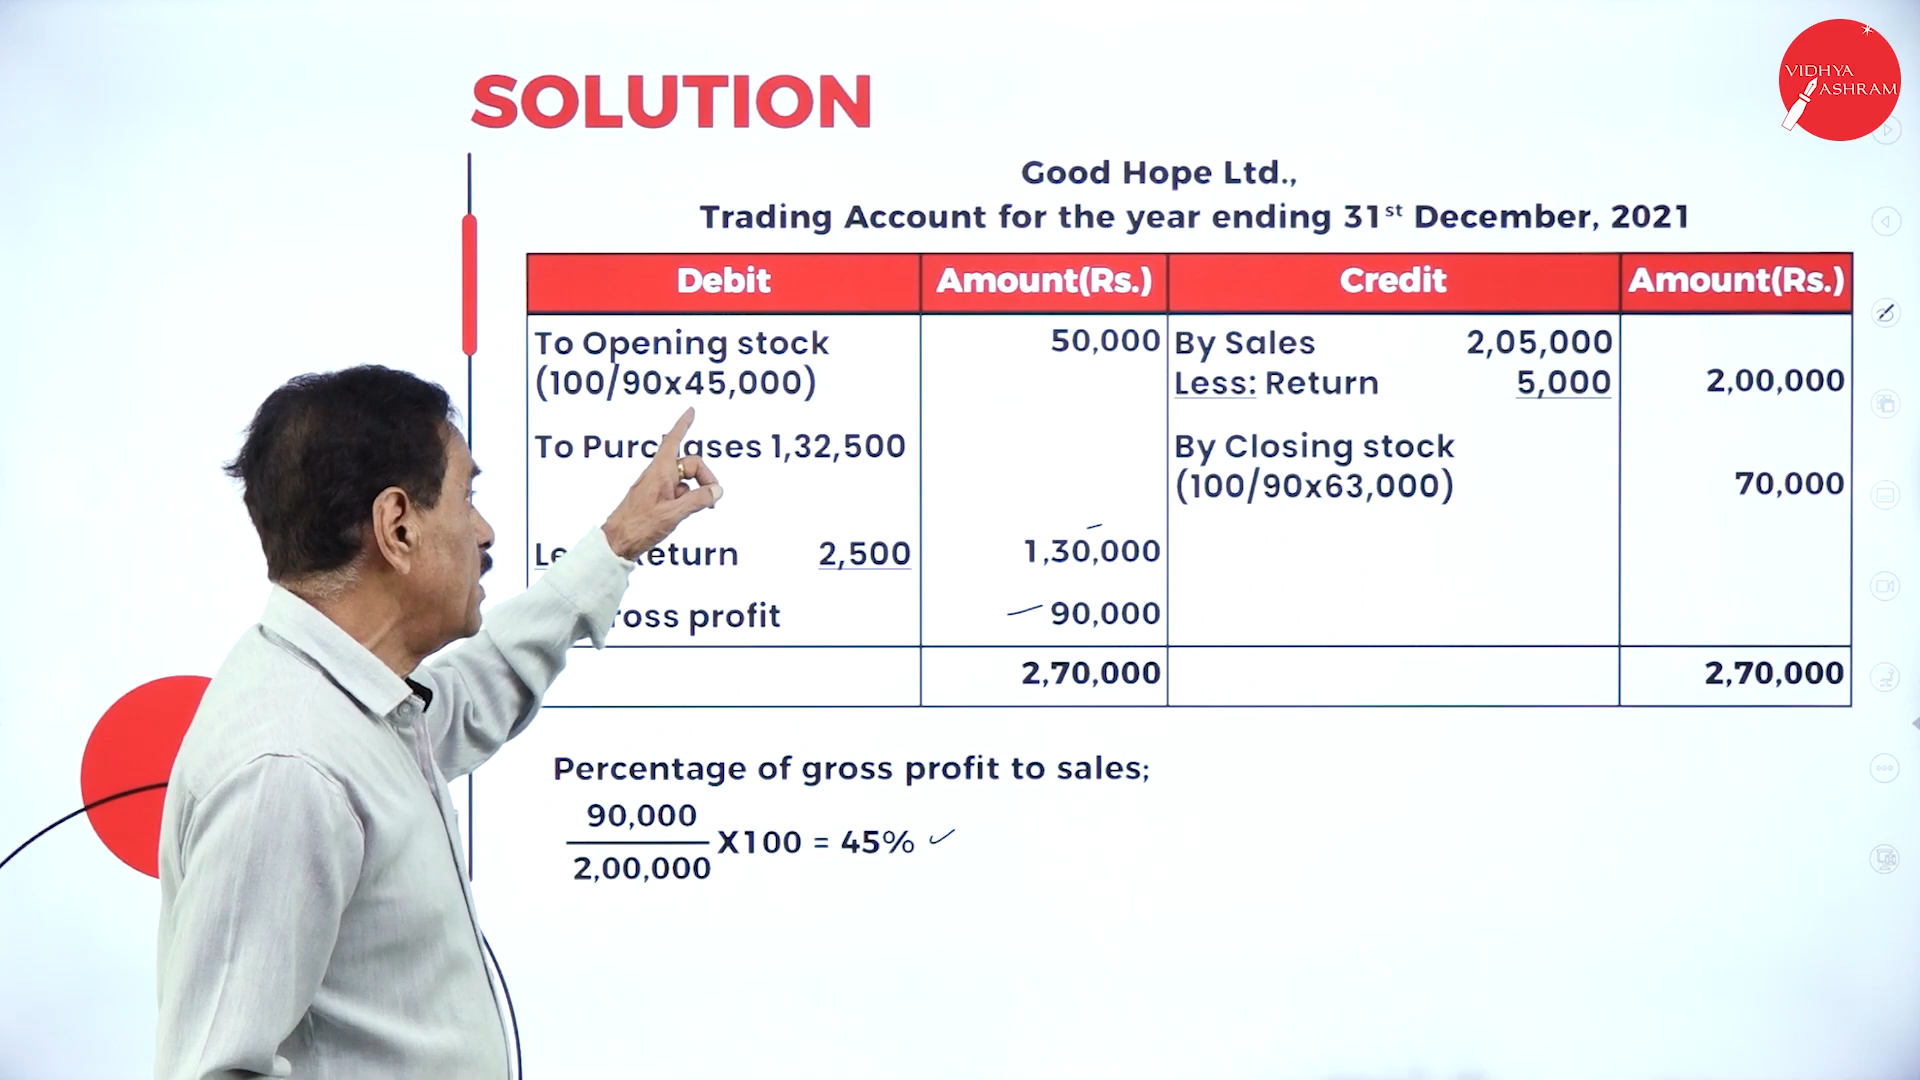 VIDHYA
ASHRAM
SOLUTION
Good Hope Ltd.,
Trading Account for the year ending 31st December, 2021
Debit Amount(Rs.) Credit Amount(Rs.)
To Opening stock 50,000 By Sales 2,05,000
(100/90x45,000) Less: Return 5,000 2,00,000
To 1,32,500 By Closing stock
(100/90x63,000) 70,000
2,500 1,30,000
profit 90,000
2,70,000 2,70,000
Percentage of gross profit to sales;
90,000
X100 = 45%
2,00,000